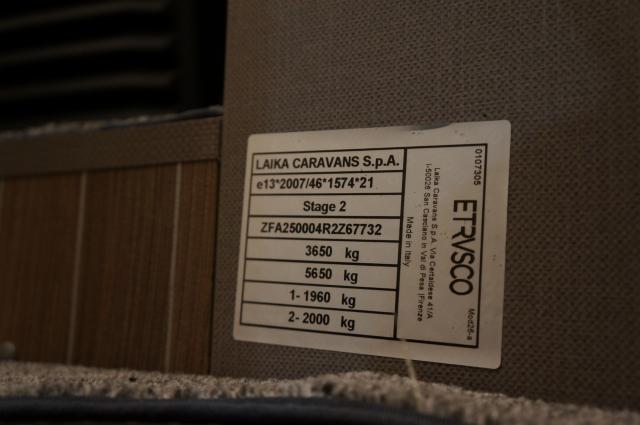 LAIKA CARAVANS S.p.A.
e13*2007/46*1574*21
Stage 2
ZFA250004R2Z67732
3650 kg
5650 kg
1- 1960 kg
2- 2000 kg
0107305
ETRVSCO
Mod26-a
Laika Caravans S.p.A. Via Certaldese 41/A
I-50026 San Casciano in Val di Pesa (Firenze
Made in Italy